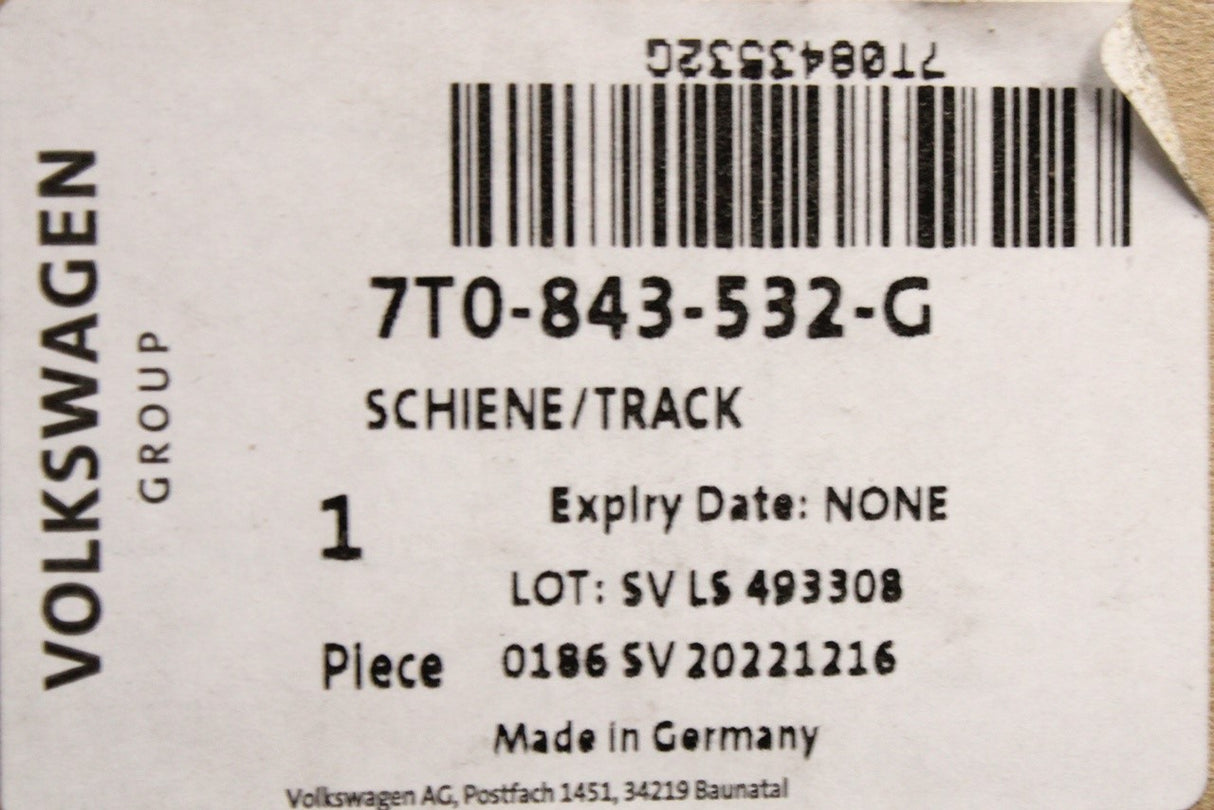 7T0843532G
7T0-843-532-G
SCHIENE/TRACK
1
Expiry Date: NONE
LOT: SV LS 493308
Piece
0186 SV 20221216
Made in Germany
Volkswagen AG, Postfach 1451, 34219 Baunatal
VOLKSWAGEN
GROUP